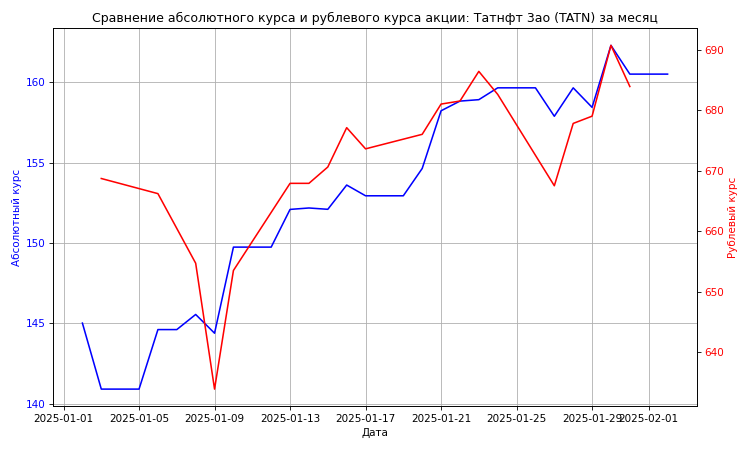 Сравнение абсолютного курса и рублевого курса акции: Татнфт 3ао (TATN) за месяц
Абсолютный курс
160
155
150
145
140
690
680
670
660
650
640
Рублевый курс
2025-01-01 2025-01-05 2025-01-09 2025-01-13 2025-01-17 2025-01-21 2025-01-25 2025-01-29 2025-02-01
Дата